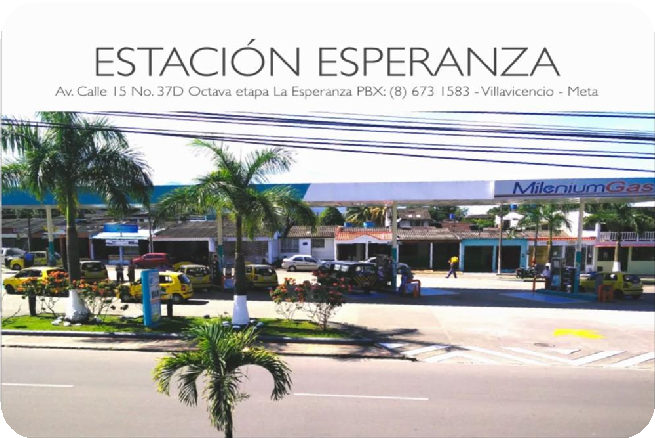 ESTACIÓN ESPERANZA
Av. Calle 15 No. 37D Octava etapa La Esperanza PBX: (8) 673 1583 - Villavicencio - Meta
MileniumGas